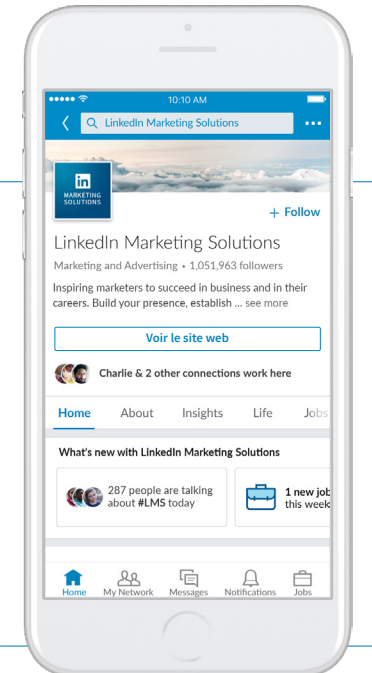 10:10 AM
LinkedIn Marketing Solutions
in
MARKETING
SOLUTIONS
+ Follow
LinkedIn Marketing Solutions
Marketing and Advertising • 1,051,963 followers
Inspiring marketers to succeed in business and in their
careers. Build your presence, establish ... see more
Voir le site web
Charlie & 2 other connections work here
Home About Insights Life Jobs
What's new with LinkedIn Marketing Solutions
287 people are talking
about #LMS today
1 new job
this week
Home My Network Messages Notifications Jobs